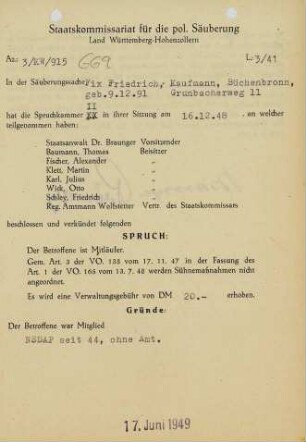 Staatskommissariat für die pol. Säuberung
Land Württemberg-Hohenzollern
Az: 3/XV/915 669 L:3/41
In der Säuberungssache Fix Friedrich, Kaufmann, Büchenbronn,
geb.9.12.91 Grunbacherweg 11
II
hat die Spruchkammer XX in ihrer Sitzung am 16.12.48 , an welcher
teilgenommen haben:
Staatsanwalt Dr. Braunger Vorsitzender
Baumann, Thomas Beisitzer
Fischer, Alexander "
Klett, Martin "
Karl, Julius "
Wick, Otto "
Schley, Friedrich "
Reg. Amtmann Wolfstetter Vertr. des Staatskommissars
beschlossen und verkündet folgenden
SPRUCH:
Der Betroffene ist Mitläufer.
Gem. Art. 2 der VO. 133 vom 17. 11. 47 in der Fassung des
Art. 1 der VO. 165 vom 13. 7. 48 werden Sühnemaßnahmen nicht
angeordnet.
Es wird eine Verwaltungsgebühr von DM 20.- erhoben.
Gründe:
Der Betroffene war Mitglied
NSDAP seit 44, ohne Amt.
17. Juni 1949